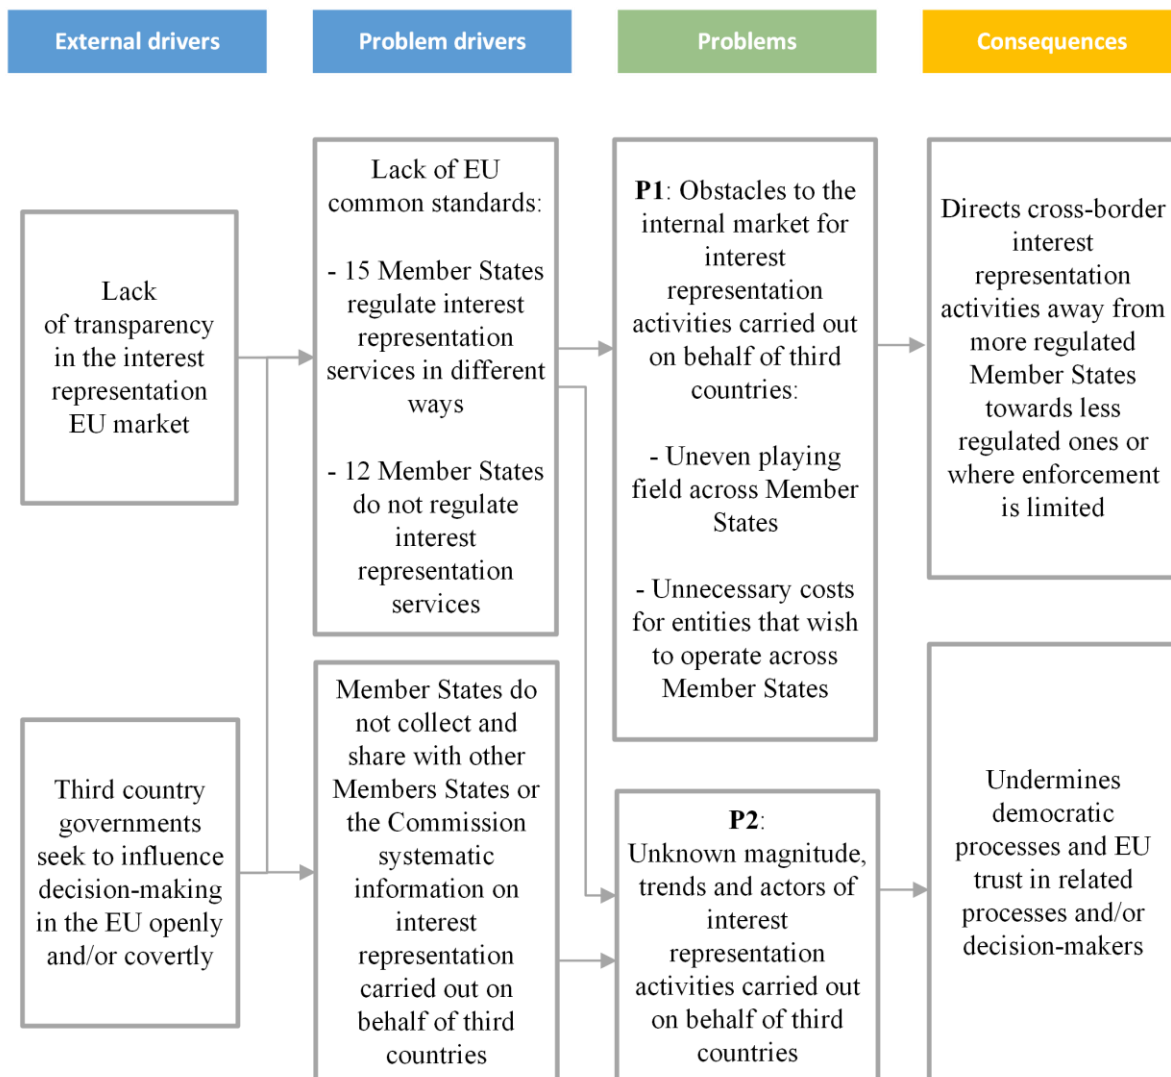 External drivers
Problem drivers
Problems
Consequences
Lack
of transparency
in the interest
representation
EU market
Third country
governments
seek to influence
decision-making
in the EU openly
and/or covertly
Lack of EU
common standards:
- 15 Member States
regulate interest
representation
services in different
ways
- 12 Member States
do not regulate
interest
representation
services
Member States do
not collect and
share with other
Members States or
the Commission
systematic
information on
interest
representation
carried out on
behalf of third
countries
P1: Obstacles to the
internal market for
interest
representation
activities carried out
on behalf of third
countries:
- Uneven playing
field across Member
States
- Unnecessary costs
for entities that wish
to operate across
Member States
P2:
Unknown magnitude,
trends and actors of
interest
representation
activities carried out
on behalf of third
countries
Directs cross-border
interest
representation
activities away from
more regulated
Member States
towards less
regulated ones or
where enforcement
is limited
Undermines
democratic
processes and EU
trust in related
processes and/or
decision-makers